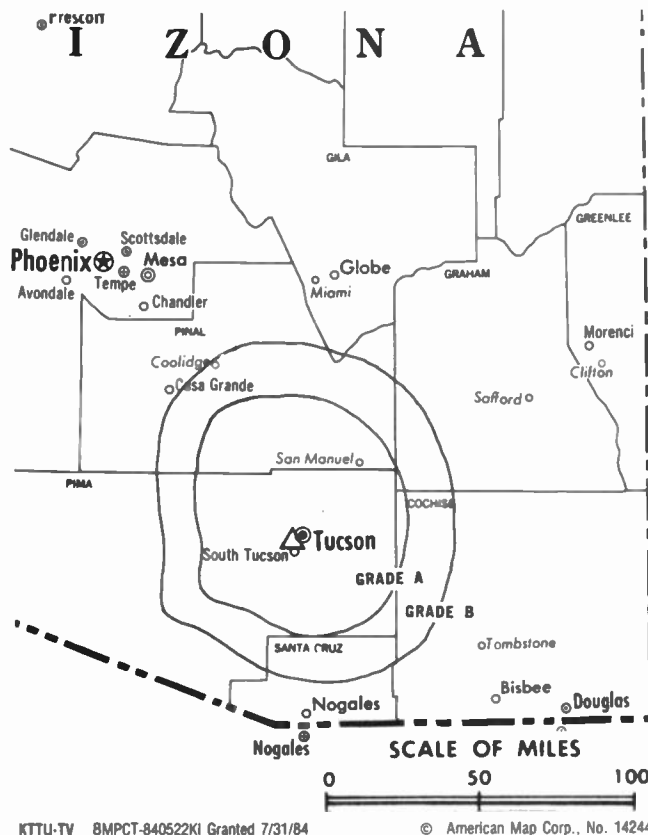 Prescott
I Z O N A
GILA
GREENLEE
Glendale
Scottsdale
Phoenix
Mesa
Globe
GRAHAM
Tempe
Miami
Avondale
Chandler
PINAL
Morenci
Coolidge
Clifton
Casa Grande
Safford
San Manuel
PIMA
COCHISE
Tucson
South Tucson
GRADE A
GRADE B
SANTA CRUZ
Tombstone
Bisbee
Nogales
Douglas
Nogales
SCALE OF MILES
0 50 100
KTTU-TV BMPCT-840522KI Granted 7/31/84 © American Map Corp., No. 14244